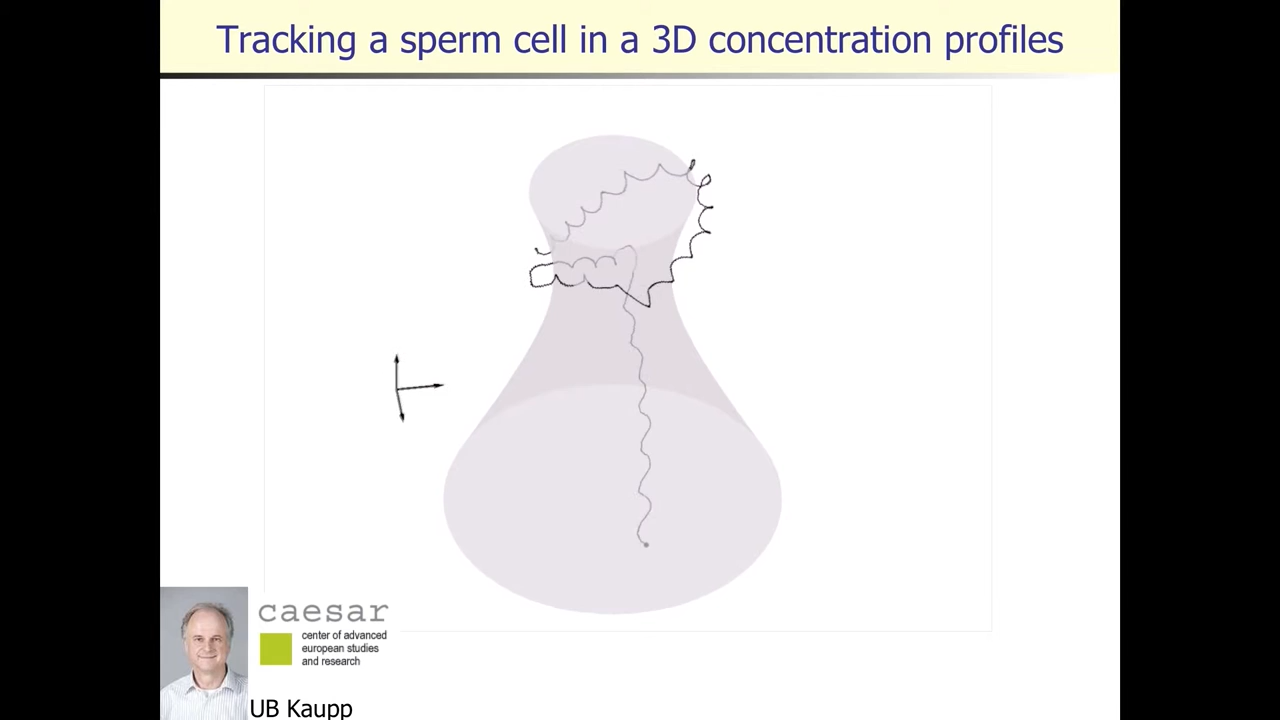 Tracking a sperm cell in a 3D concentration profiles
caesar
center of advanced
european studies
and research
UB Kaupp